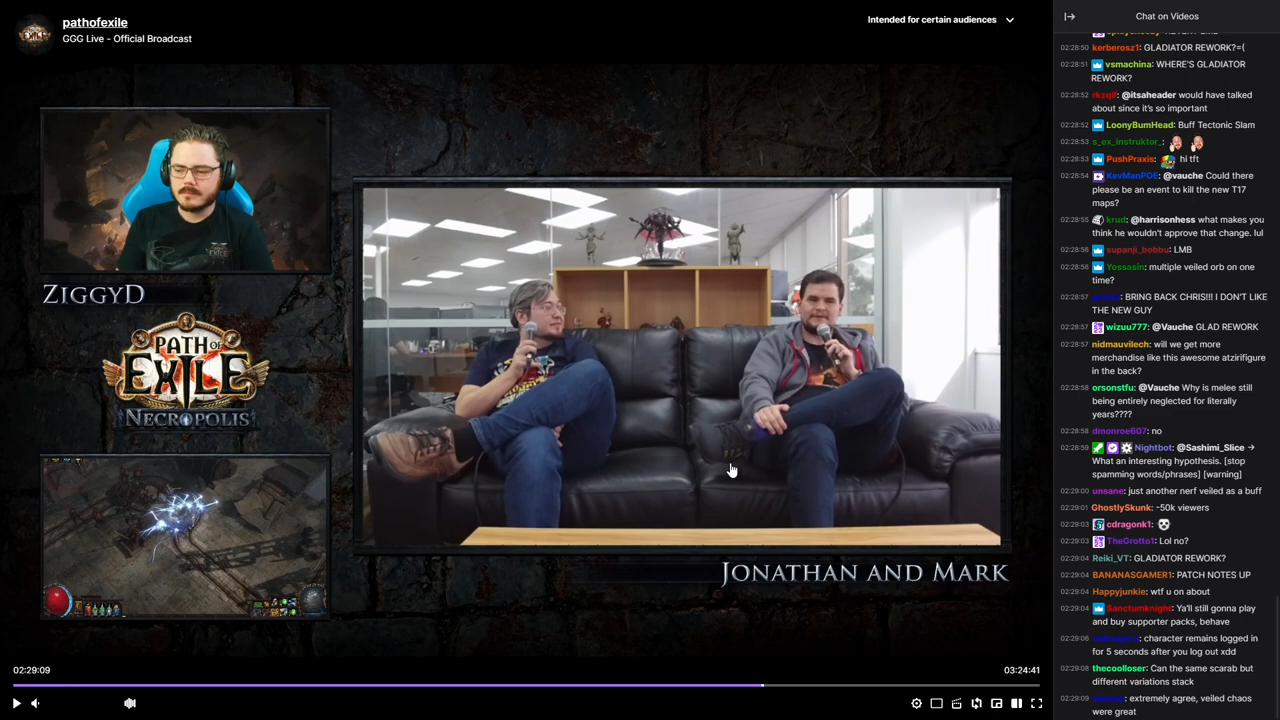 pathofexile
GGG Live - Official Broadcast
Intended for certain audiences
ZiggyD
PATH OF
EXILE
NECROPOLIS
Jonathan and Mark
02:29:09
03:24:41
Chat on Videos
02:28:50 kerberosz1: GLADIATOR REWORK?=(
02:28:51 vsmachina: WHERE'S GLADIATOR
REWORK?
02:28:52 @itsaheader would have talked
about since it's so important
02:28:52 LoonyBumHead: Buff Tectonic Slam
02:28:53 s_ex_instruktor_:
02:28:53 PushPraxis: hi tft
02:28:54 KevManPOE: @vauche Could there
please be an event to kill the new T17
maps?
02:28:55 krud: @harrisonhess what makes you
think he wouldn't approve that change. lul
02:28:56 supanji_bobbu: LMB
02:28:56 Yossasin: multiple veiled orb on one
time?
02:28:57 : BRING BACK CHRIS!!! I DON'T LIKE
THE NEW GUY
02:28:57 wizuu777: @Vauche GLAD REWORK
02:28:57 nidmauvilech: will we get more
merchandise like this awesome atzirifigure
in the back?
02:28:58 orsonstfu: @Vauche Why is melee still
being entirely neglected for literally
years????
02:28:58 dmonroe607: no
02:28:59 Nightbot: @Sashimi_Slice →
What an interesting hypothesis. [stop
spamming words/phrases] [warning]
02:29:00 unsane: just another nerf veiled as a buff
02:29:01 GhostlySkunk: -50k viewers
02:29:03 cdragonk1:
02:29:03 TheGrotto1: Lol no?
02:29:04 Reiki_VT: GLADIATOR REWORK?
02:29:04 BANANASGAMER1: PATCH NOTES UP
02:29:04 Happyjunkie: wtf u on about
02:29:04 Sanctumknight: Ya'll still gonna play
and buy supporter packs, behave
02:29:06 : character remains logged in
for 5 seconds after you log out xdd
02:29:08 thecoolloser: Can the same scarab but
different variations stack
02:29:09 : extremely agree, veiled chaos
were great